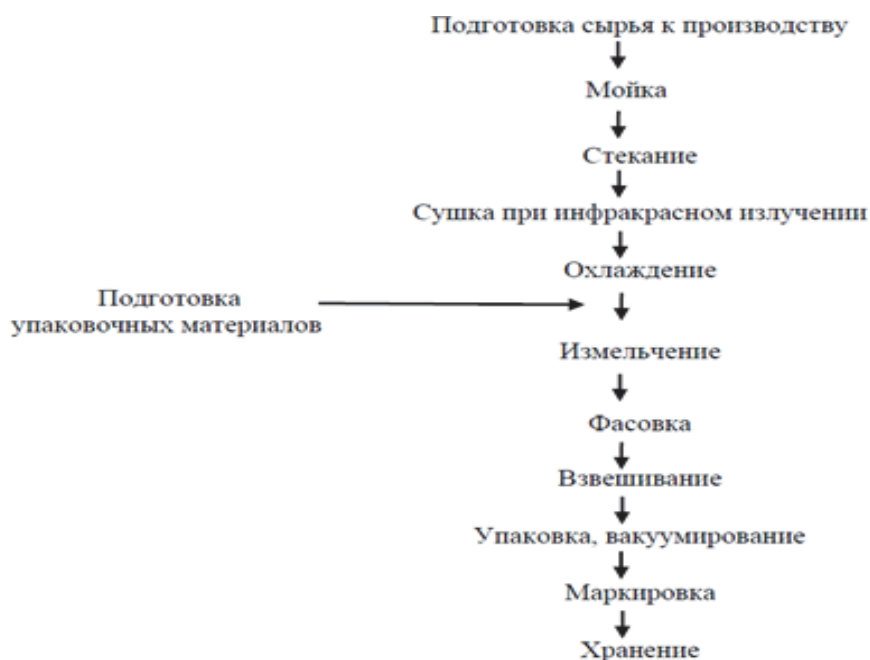 Подготовка сырья к производству
Мойка
Стекание
Сушка при инфракрасном излучении
Охлаждение
Подготовка
упаковочных материалов
Измельчение
Фасовка
Взвешивание
Упаковка, вакуумирование
Маркировка
Хранение